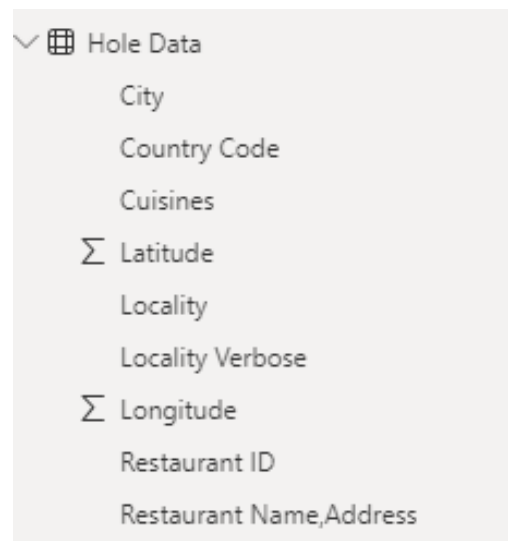 Hole Data
City
Country Code
Cuisines
∑ Latitude
Locality
Locality Verbose
∑ Longitude
Restaurant ID
Restaurant Name,Address